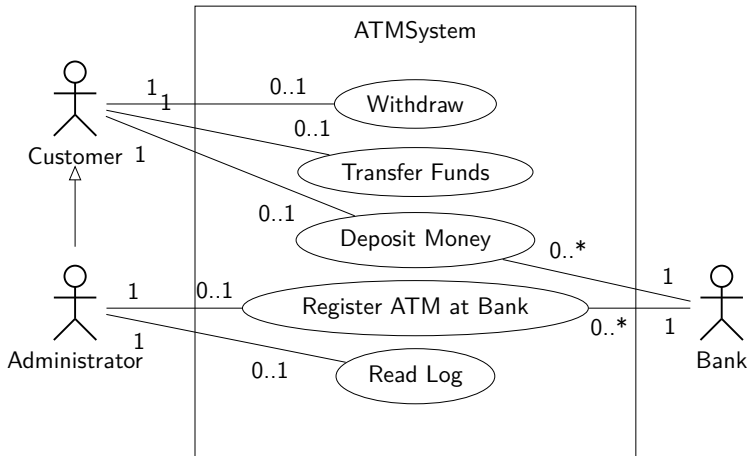 ATMSystem
1
0..1
Withdraw
1
0..1
Customer
1
Transfer Funds
0..1
Deposit Money
0..*
1
1
0..1
Register ATM at Bank
0..*
1
Administrator
1
0..1
Read Log
Bank